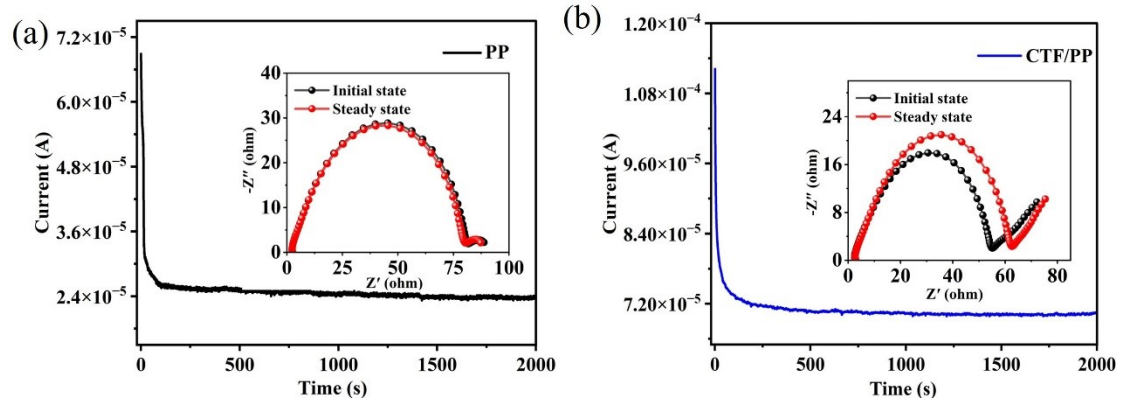 (a)
7.2×10⁻⁵
6.0×10⁻⁵
4.8×10⁻⁵
3.6×10⁻⁵
2.4×10⁻⁵
Current (A)
0 500 1000 1500 2000
Time (s)
PP
40
30
20
10
0
-Z″ (ohm)
Initial state
Steady state
0 25 50 75 100
Z′ (ohm)
(b)
1.20×10⁻⁴
1.08×10⁻⁴
9.60×10⁻⁵
8.40×10⁻⁵
7.20×10⁻⁵
Current (A)
0 500 1000 1500 2000
Time (s)
CTF/PP
24
16
8
0
-Z″ (ohm)
Initial state
Steady state
0 20 40 60 80
Z′ (ohm)